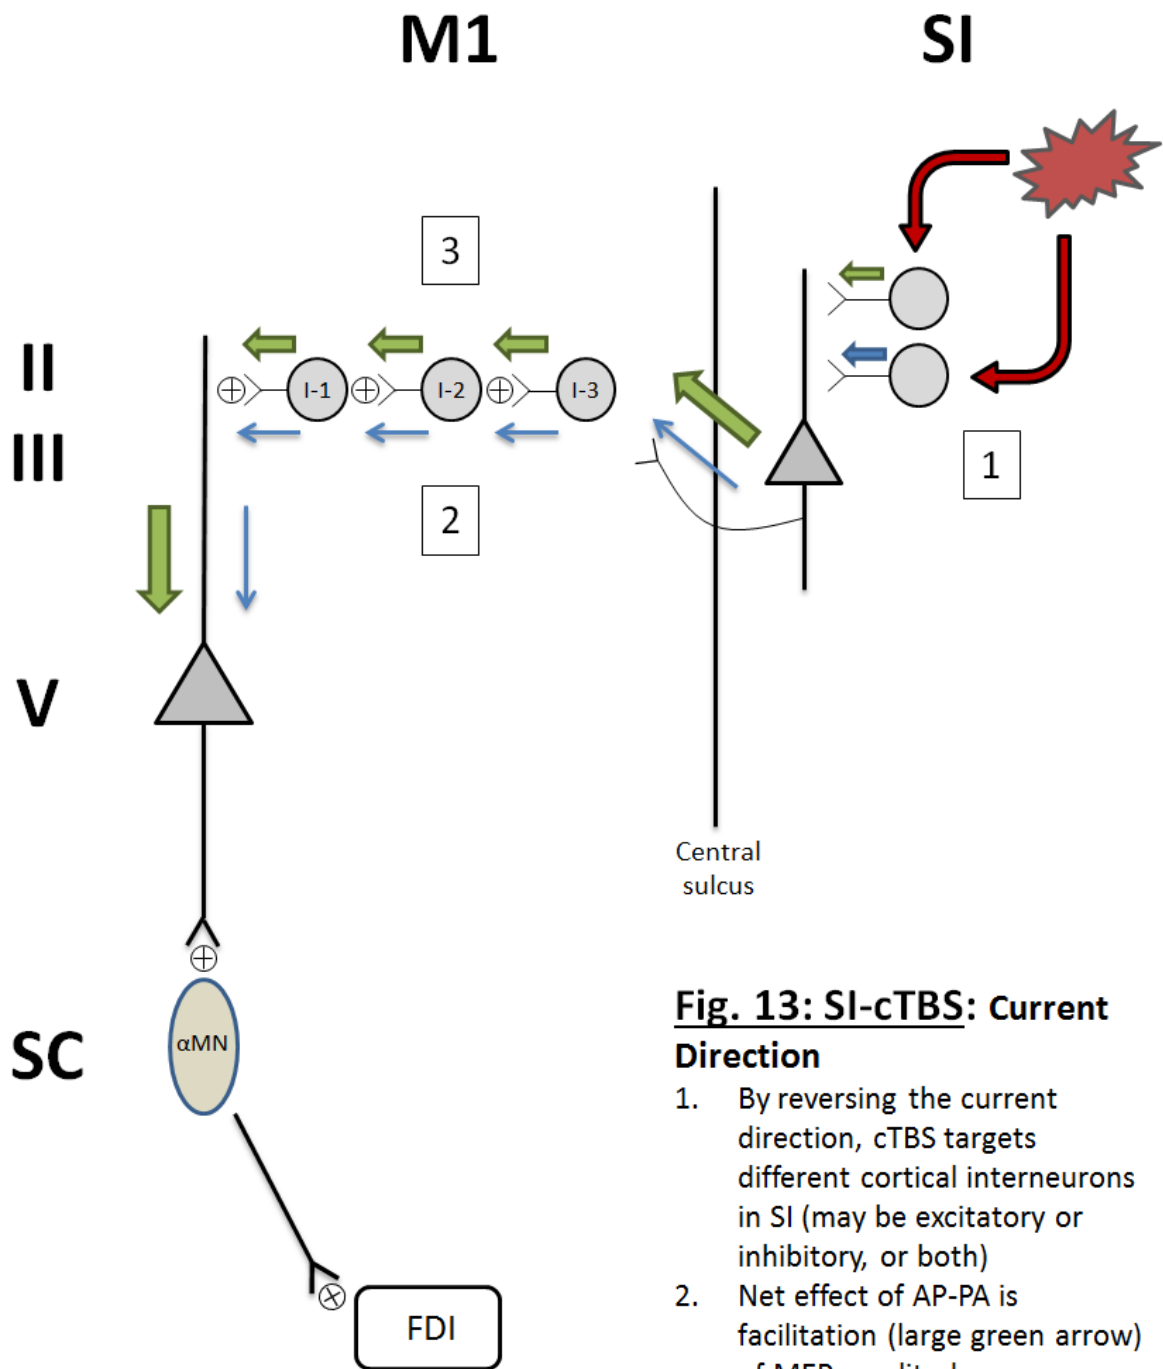 M1
SI
3
II
III
I-1
I-2
I-3
1
2
V
Central
sulcus
SC
αMN
FDI
Fig. 13: SI-cTBS: Current
Direction
1. By reversing the current
direction, cTBS targets
different cortical interneurons
in SI (may be excitatory or
inhibitory, or both)
2. Net effect of AP-PA is
facilitation (large green arrow)